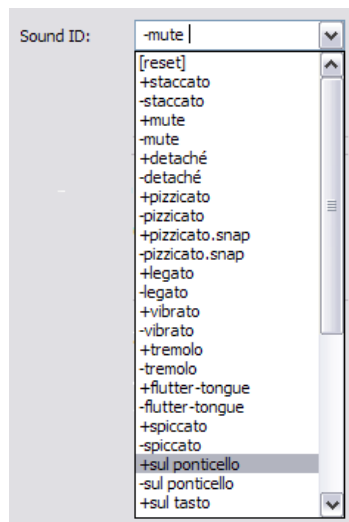 Sound ID: -mute
[reset]
+staccato
-staccato
+mute
-mute
+detaché
-detaché
+pizzicato
-pizzicato
+pizzicato.snap
-pizzicato.snap
+legato
-legato
+vibrato
-vibrato
+tremolo
-tremolo
+flutter-tongue
-flutter-tongue
+spiccato
-spiccato
+sul ponticello
-sul ponticello
+sul tasto